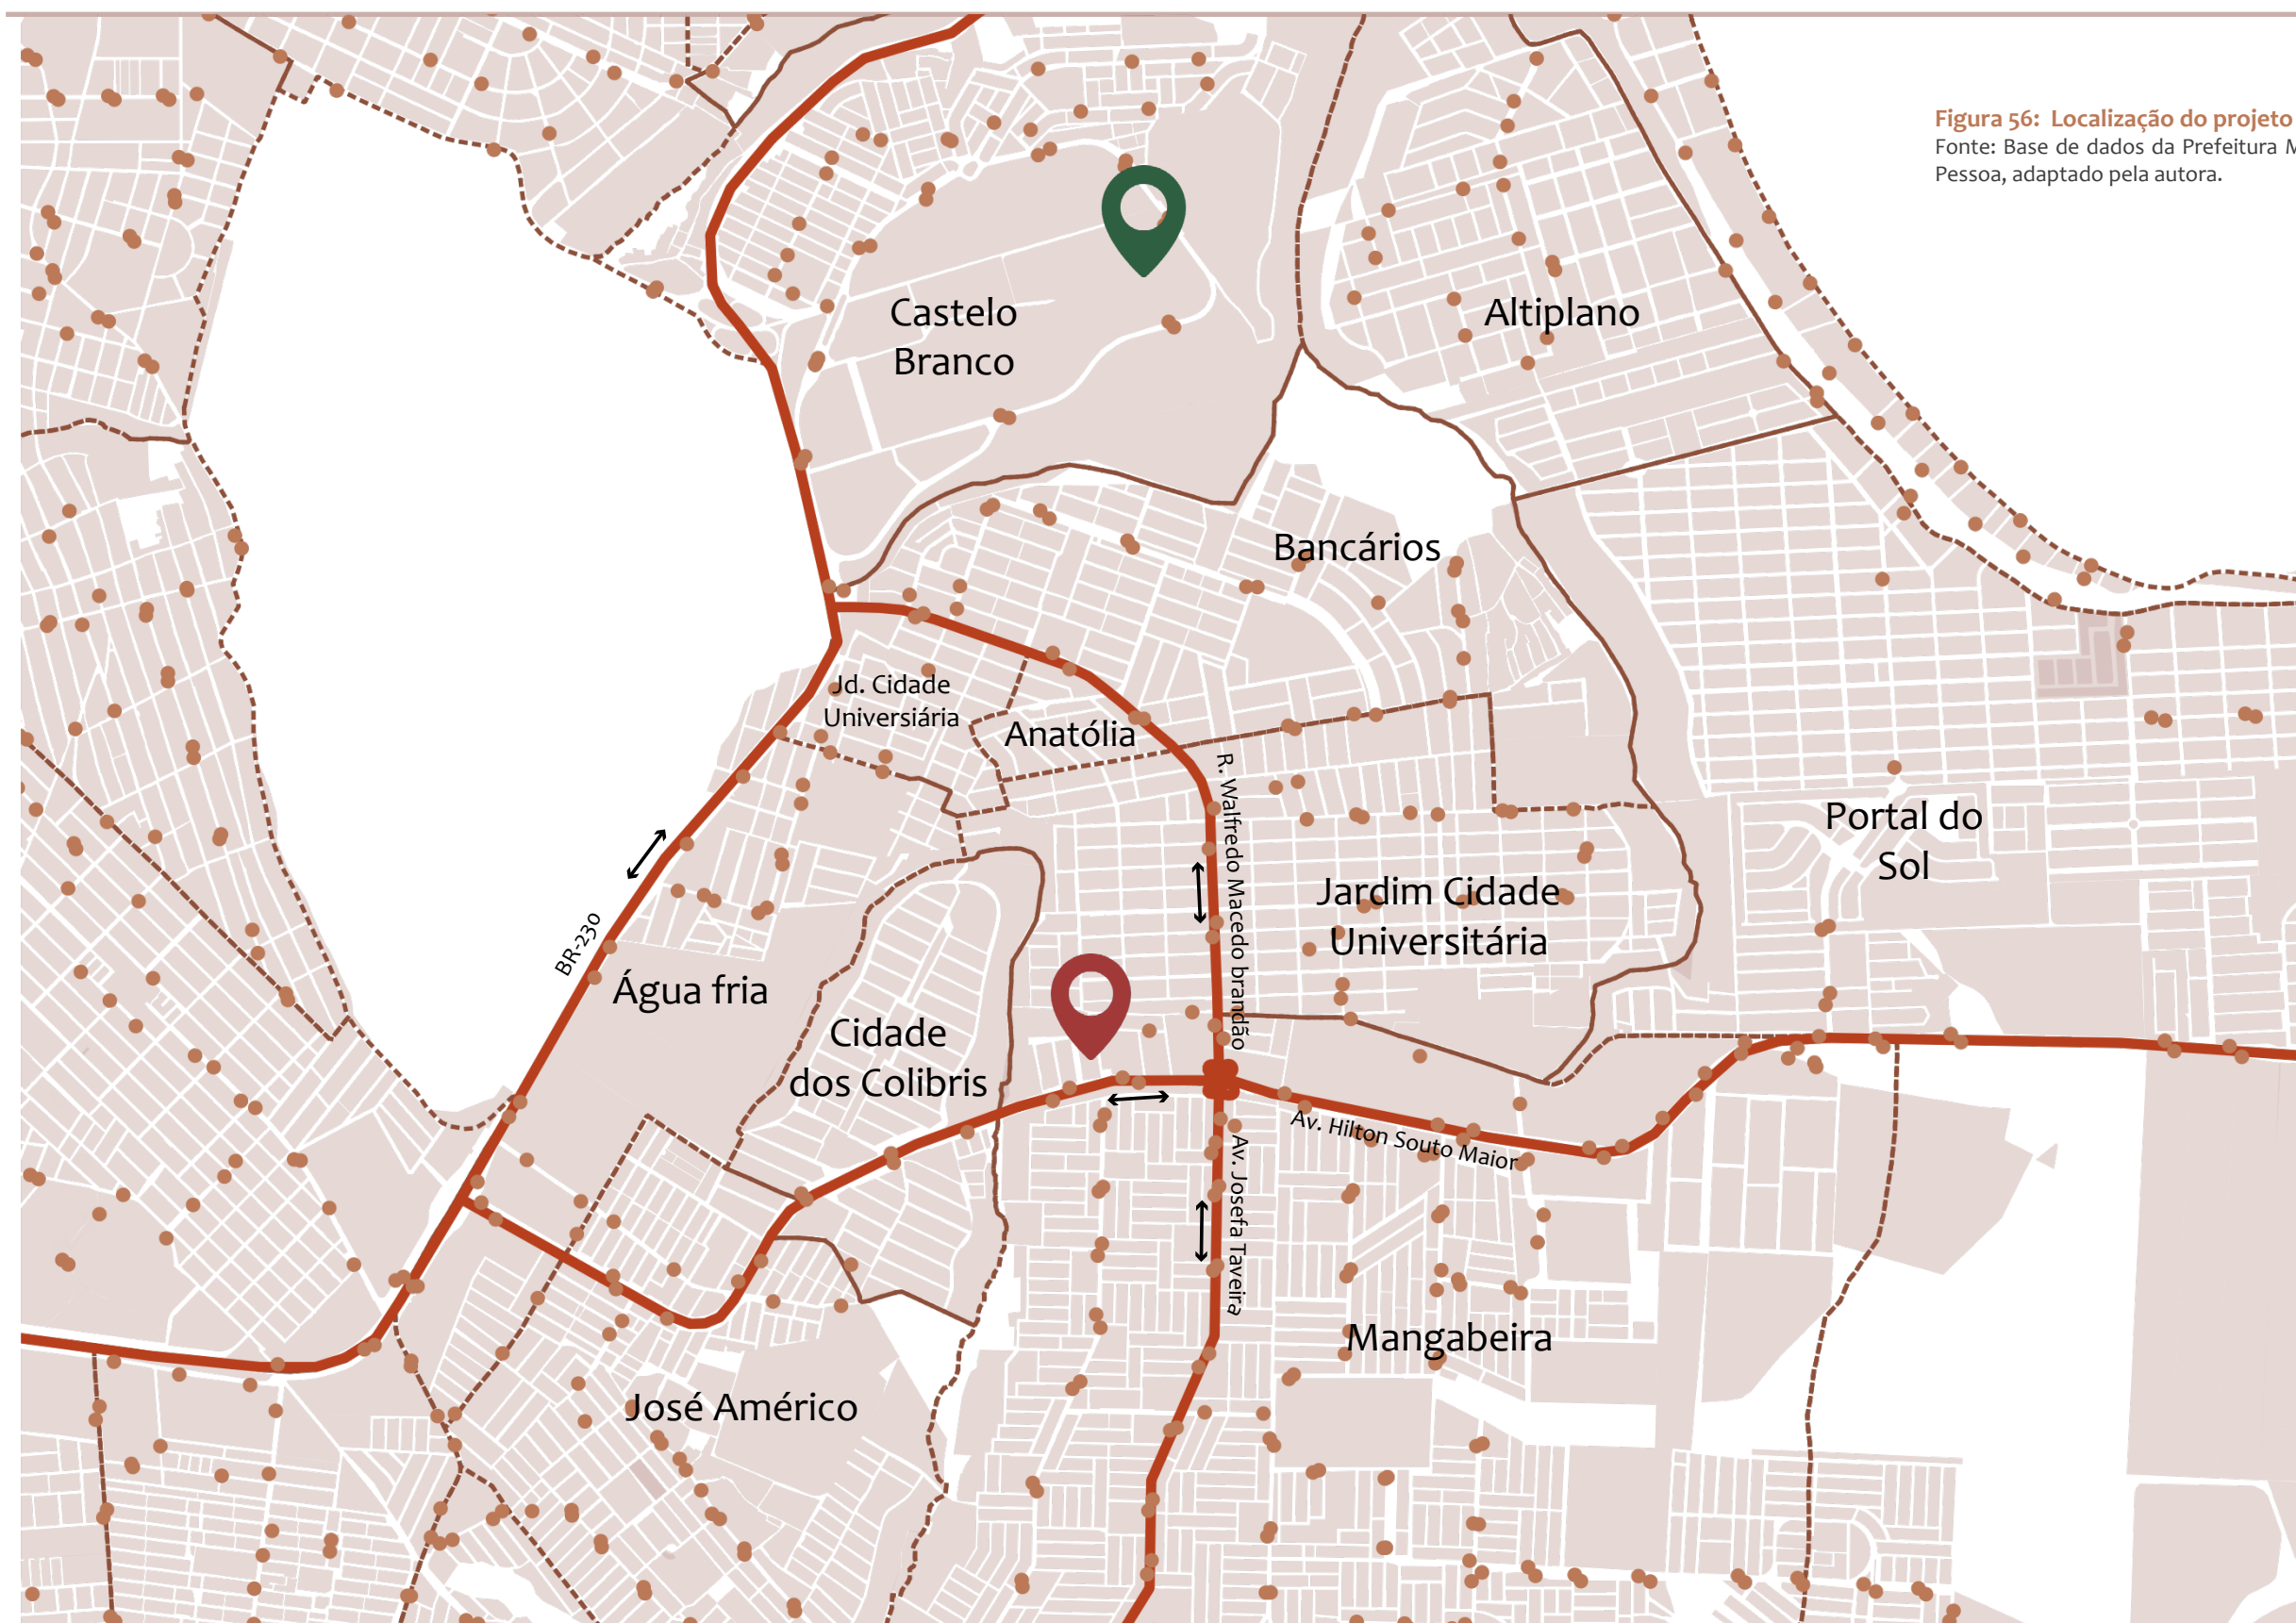 Figura 56: Localização do projeto
Fonte: Base de dados da Prefeitura
Pessoa, adaptado pela autora.
Castelo
Branco
Altiplano
Bancários
Jd. Cidade
Universiária
Anatólia
R. Walfredo Macedo brandão
Portal do
Sol
Jardim Cidade
Universitária
BR-230
Água fria
Cidade
dos Colibris
Av. Hilton Souto Maior
Av. Josefa Taveira
Mangabeira
José Américo